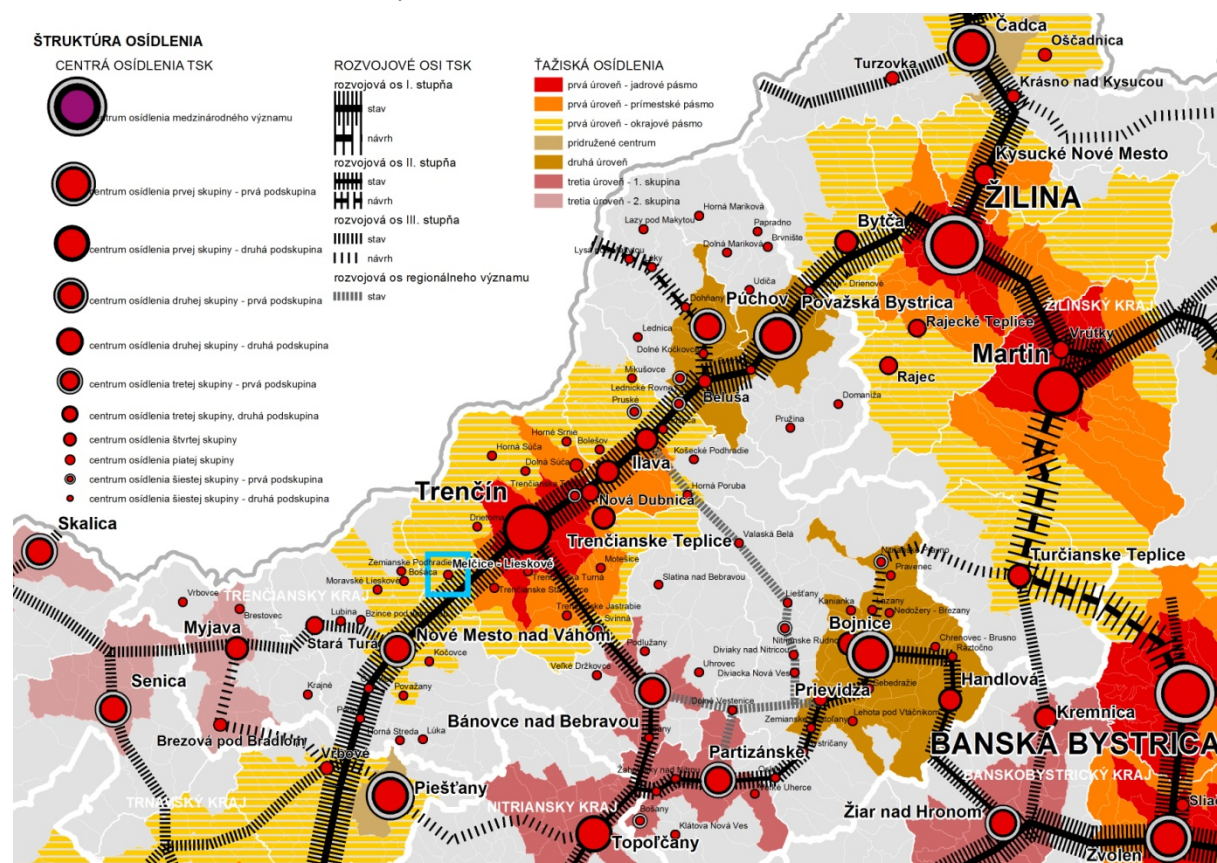 ŠTRUKTÚRA OSÍDLENIA
CENTRÁ OSÍDLENIA TSK
centrum osídlenia medzinárodného významu
centrum osídlenia prvej skupiny - prvá podskupina
centrum osídlenia prvej skupiny - druhá podskupina
centrum osídlenia druhej skupiny - prvá podskupina
centrum osídlenia druhej skupiny - druhá podskupina
centrum osídlenia tretej skupiny - prvá podskupina
centrum osídlenia tretej skupiny, druhá podskupina
centrum osídlenia štvrtej skupiny
centrum osídlenia piatej skupiny
centrum osídlenia šiestej skupiny - prvá podskupina
centrum osídlenia šiestej skupiny - druhá podskupina
ROZVOJOVÉ OSI TSK
rozvojová os I. stupňa
stav
návrh
rozvojová os II. stupňa
stav
návrh
rozvojová os III. stupňa
stav
návrh
rozvojová os regionálneho významu
stav
ŤAŽISKÁ OSÍDLENIA
prvá úroveň - jadrové pásmo
prvá úroveň - prímestské pásmo
prvá úroveň - okrajové pásmo
pridružené centrum
druhá úroveň
tretia úroveň - 1. skupina
tretia úroveň - 2. skupina
Čadca
Oščadnica
Turzovka
Krásno nad Kysucou
Kysucké Nové Mesto
ŽILINA
Bytča
Horná Mariková
Lazy pod Makytou
Papradno
Brvnište
Dolná Mariková
Udiča
Dohňany
Púchov
Považská Bystrica
ŽILINSKÝ KRAJ
Rajecké Teplice
Vrútky
Martin
Rajec
Lednica
Dolné Kočkovce
Mikušovce
Lednické Rovne
Beluša
Pruské
Domaniža
Pružina
Horné Srnie
Bolešov
Horná Súča
Dolná Súča
Ilava
Košecké Podhradie
Horná Poruba
Trenčín
Nová Dubnica
Drietoma
Trenčianske Teplice
Valaská Belá
Skalica
Zemianske Podhradie
Bošáca
Melčice - Lieskové
Moravské Lieskové
Motešice
Trenčianska Turná
Trenčianske Stankovce
Trenčianske Jastrabie
Svinná
Slatina nad Bebravou
Nitrianske Pravno
Pravenec
Turčianske Teplice
TRENČIANSKY KRAJ
Vrbovce
Brestovec
Lubina
Bzince pod
Myjava
Stará Turá
Nové Mesto nad Váhom
Liešťany
Kanianka
Lazany
Nedožery - Brezany
Bojnice
Nitrianske Rudno
Chrenovec - Brusno
Ráztočno
Podlužany
Diviaky nad Nitricou
Kočovce
Veľké Držkovce
Uhrovec
Diviacka Nová Ves
Senica
Krajné
Považany
Sebedražie
Handlová
Prievidza
Dolné Vestenice
Lehota pod Vtáčnikom
Bánovce nad Bebravou
Kremnica
Brezová pod Bradlom
Horná Streda
Lúka
Vrbové
Partizánske
BANSKÁ BYSTRICA
BANSKOBYSTRICKÝ KRAJ
Piešťany
TRNAVSKÝ KRAJ
NITRIANSKY KRAJ
Bošany
Veľké Uherce
Klátova Nová Ves
Topoľčany
Žiar nad Hronom
Sliač
Zvolen